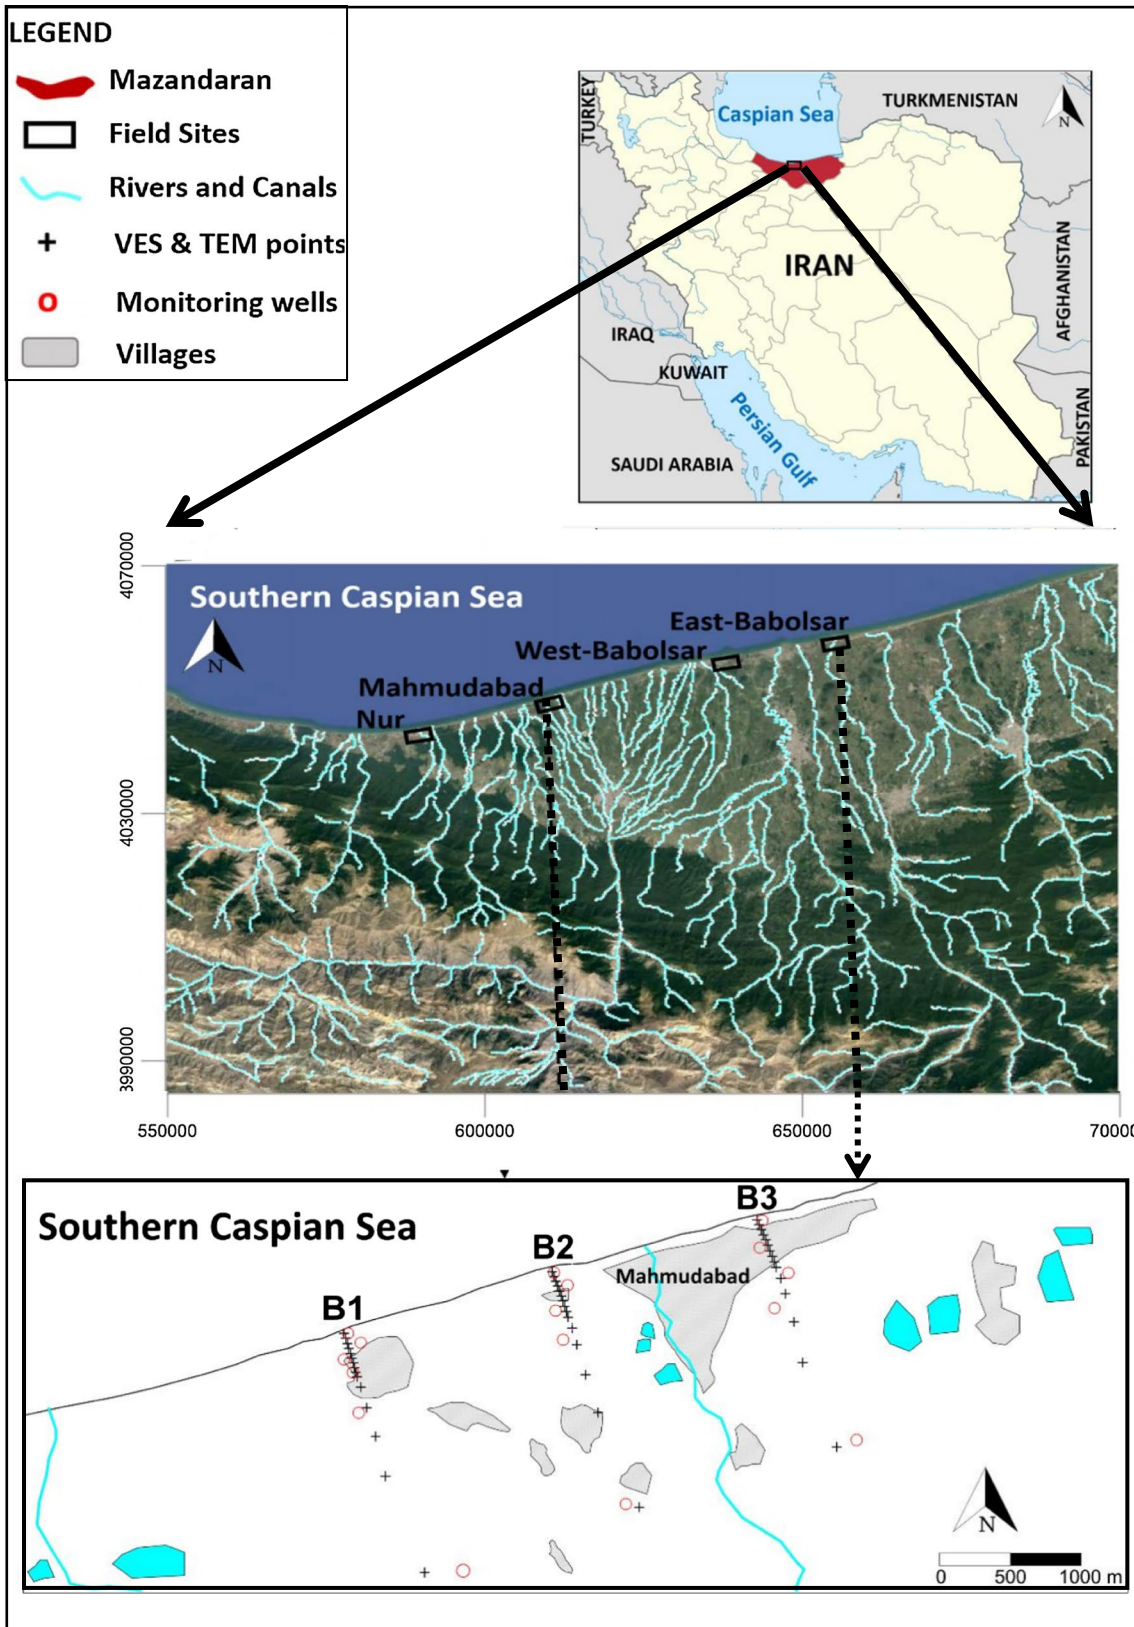 LEGEND
Mazandaran
Field Sites
Rivers and Canals
+ VES & TEM points
Monitoring wells
Villages
TURKEY
Caspian Sea
TURKMENISTAN
N
IRAN
AFGHANISTAN
IRAQ
KUWAIT
Persian Gulf
SAUDI ARABIA
PAKISTAN
4070000
Southern Caspian Sea
N
East-Babolsar
West-Babolsar
Mahmudabad
Nur
4030000
3990000
550000
600000
650000
70000
Southern Caspian Sea
B3
B2
Mahmudabad
B1
N
0
500
1000 m